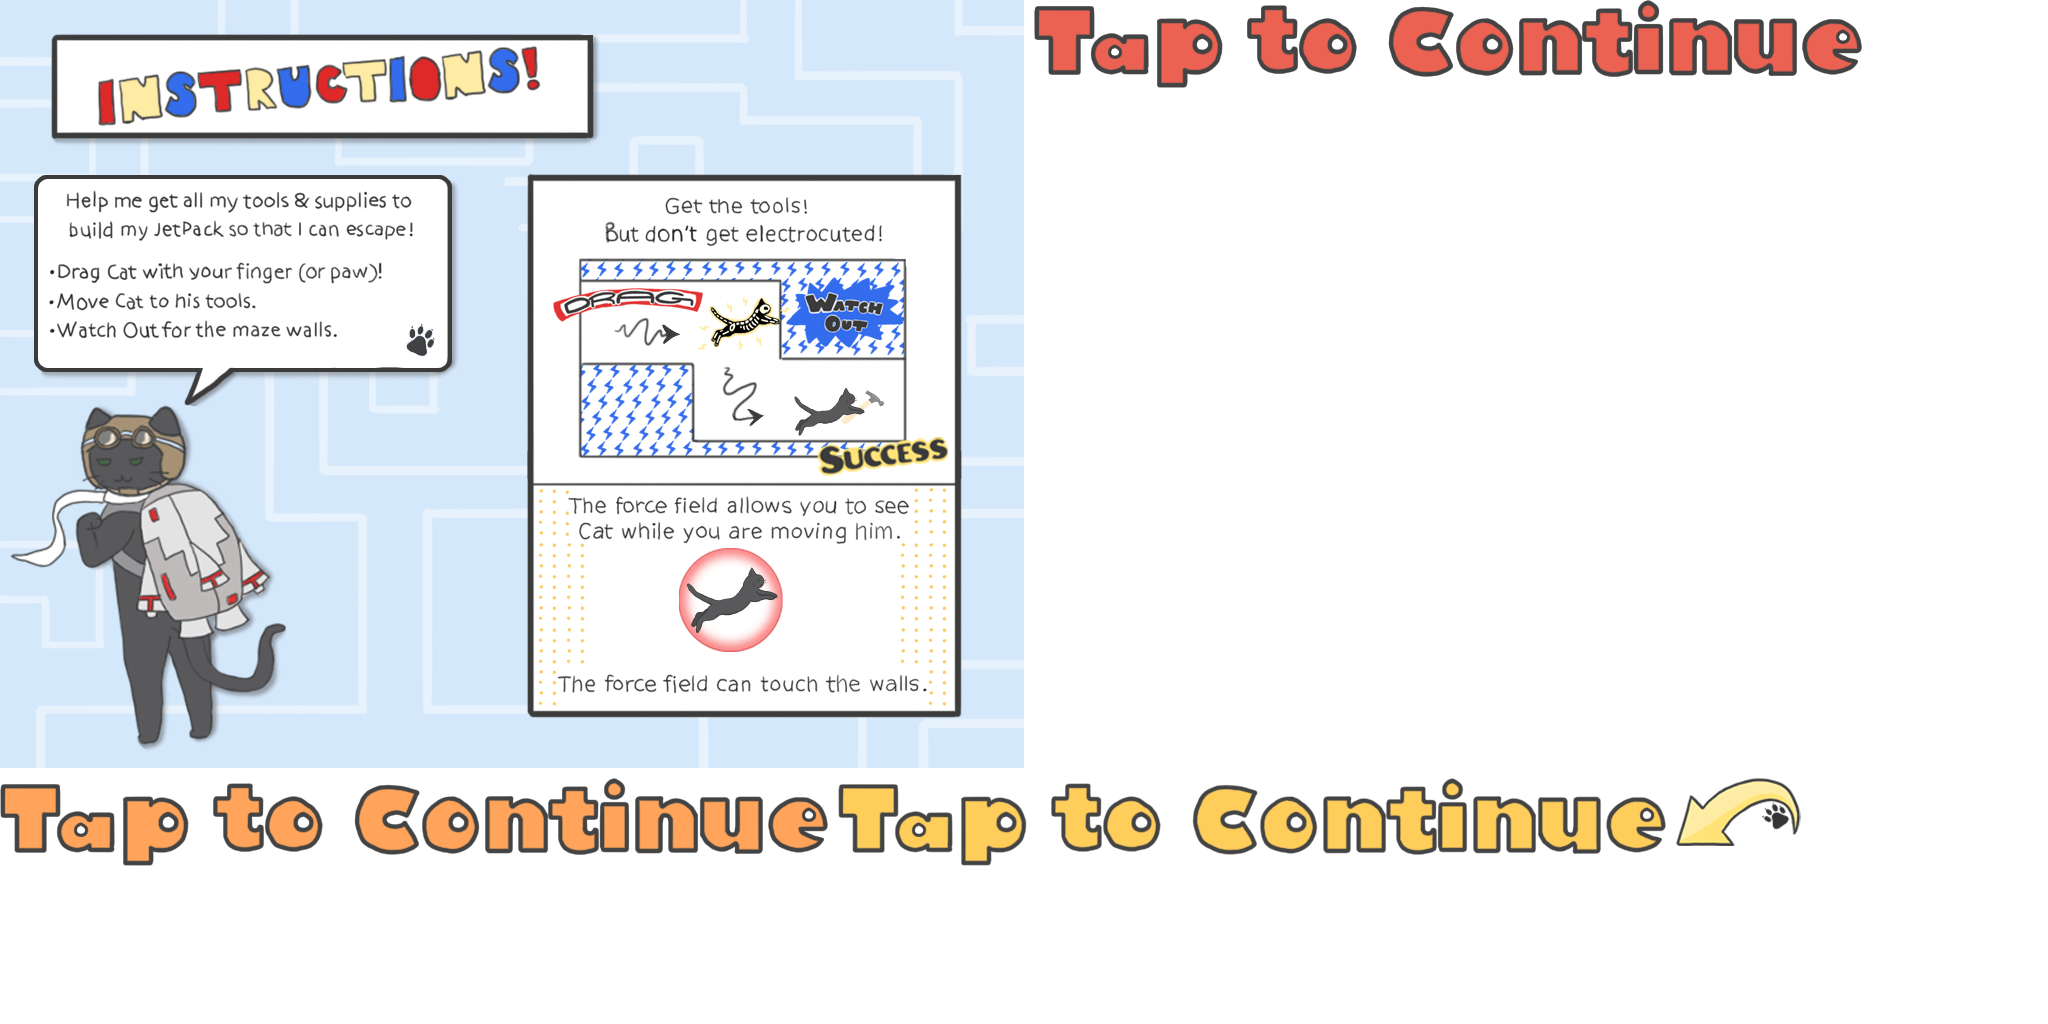 INSTRUCTIONS!
Help me get all my tools & supplies to
build my JetPack so that I can escape!
•Drag Cat with your finger (or paw)!
•Move Cat to his tools.
•Watch Out for the maze walls.
Get the tools!
But don't get electrocuted!
DRAG
WATCH
OUT
SUCCESS
The force field allows you to see
Cat while you are moving him.
The force field can touch the walls.
Tap to Continue
Tap to Continue
Tap to Continue